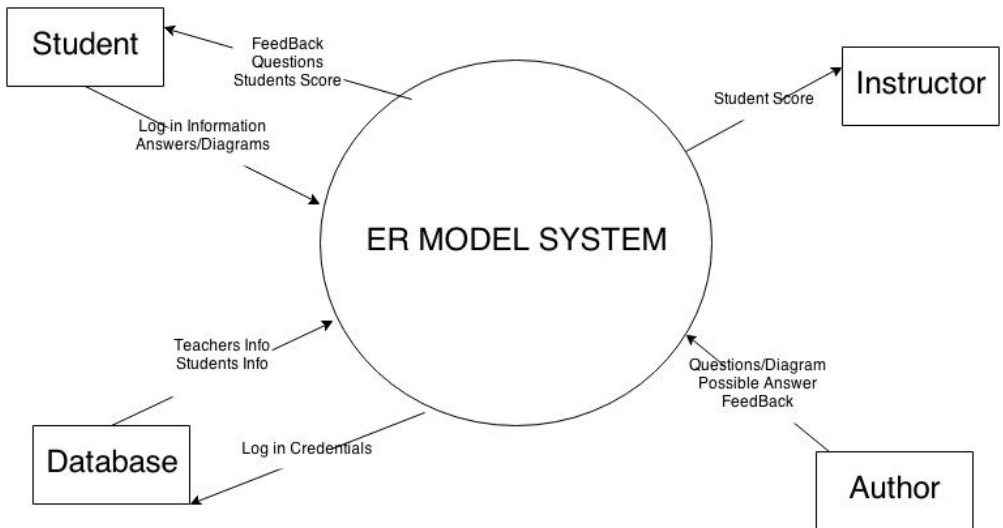 Student
FeedBack
Questions
Students Score
Instructor
Student Score
Log in Information
Answers/Diagrams
ER MODEL SYSTEM
Teachers Info
Students Info
Questions/Diagram
Possible Answer
FeedBack
Database
Log in Credentials
Author